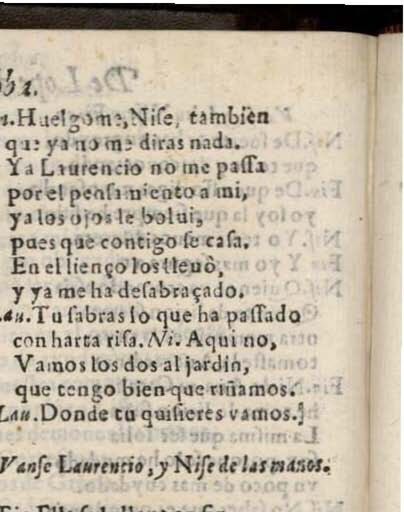 Huelgome, Nise, tambien
que ya no me diras nada.
Ya Laurencio no me passa
por el pensamiento a mi,
ya los ojos le bolui,
pues que contigo se casa.
En el lienço los lleuò,
y ya me ha desabraçado.
Lau. Tu sabras lo que ha passado
con harta risa. Ni. Aqui no,
Vamos los dos al jardin,
que tengo bien que riñamos.
Lau. Donde tu quisieres vamos.
Vanse Laurencio, y Nise de las manos.